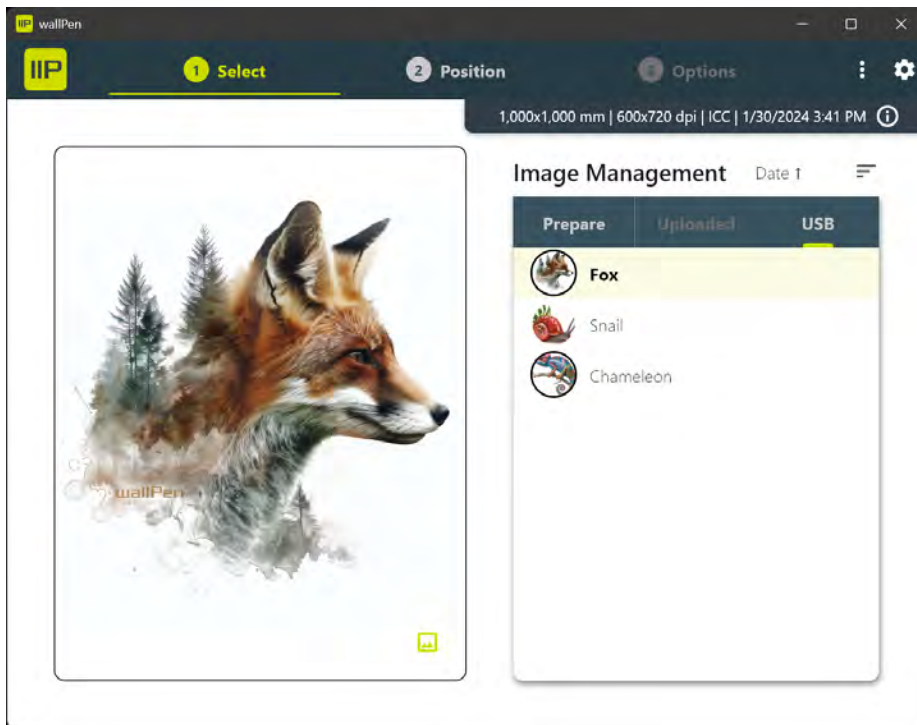 wallPen
IIP
1 Select
2 Position
Options
1,000x1,000 mm | 600x720 dpi | ICC | 1/30/2024 3:41 PM
Image Management
Date ↑
Prepare
Uploaded
USB
Fox
Snail
Chameleon
wallPen